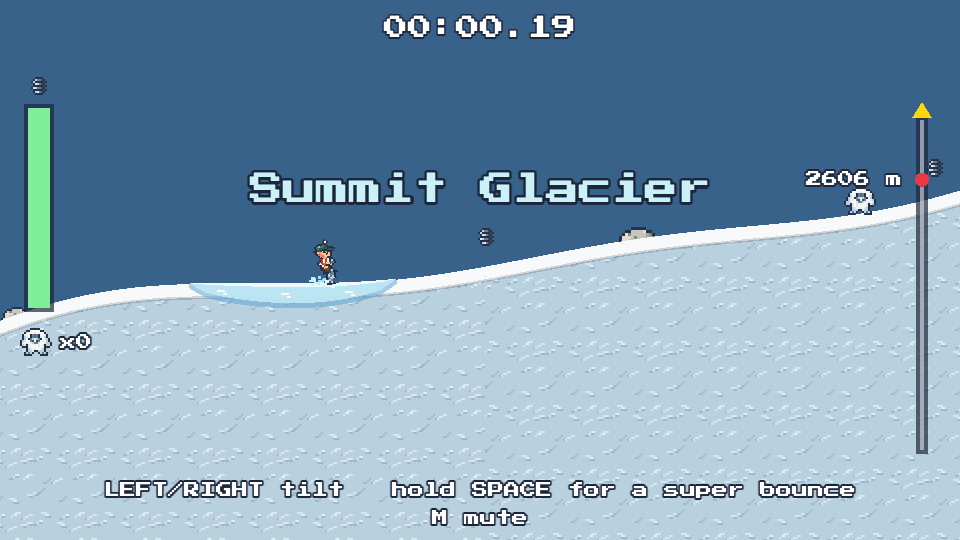 00:00.19
Summit Glacier
2606 m
x0
LEFT/RIGHT tilt hold SPACE for a super bounce
M mute